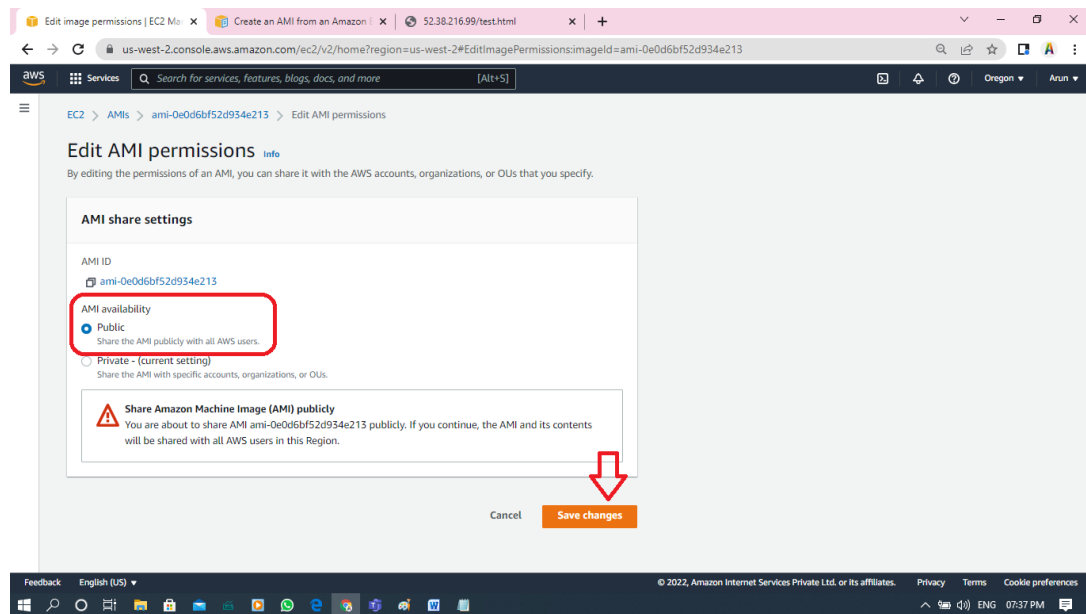 Edit image permissions | EC2 Ma
Create an AMI from an Amazon
52.38.216.99/test.html
us-west-2.console.aws.amazon.com/ec2/v2/home?region=us-west-2#EditImagePermissions:imageId=ami-0e0d6bf52d934e213
A
aws
Services
Search for services, features, blogs, docs, and more
[Alt+S]
Oregon
Arun
EC2 > AMIs > ami-0e0d6bf52d934e213 > Edit AMI permissions
Edit AMI permissions Info
By editing the permissions of an AMI, you can share it with the AWS accounts, organizations, or OUs that you specify.
AMI share settings
AMI ID
ami-0e0d6bf52d934e213
AMI availability
Public
Share the AMI publicly with all AWS users.
Private - (current setting)
Share the AMI with specific accounts, organizations, or OUs.
Share Amazon Machine Image (AMI) publicly
You are about to share AMI ami-0e0d6bf52d934e213 publicly. If you continue, the AMI and its contents
will be shared with all AWS users in this Region.
Cancel
Save changes
Feedback
English (US)
© 2022, Amazon Internet Services Private Ltd. or its affiliates.
Privacy
Terms
Cookie preferences
ENG
07:37 PM